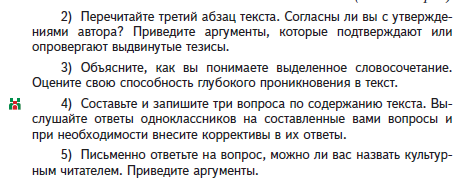 2) Перечитайте третий абзац текста. Согласны ли вы с утвержде-
ниями автора? Приведите аргументы, которые подтверждают или
опровергают выдвинутые тезисы.
3) Объясните, как вы понимаете выделенное словосочетание.
Оцените свою способность глубокого проникновения в текст.
4) Составьте и запишите три вопроса по содержанию текста. Вы-
слушайте ответы одноклассников на составленные вами вопросы и
при необходимости внесите коррективы в их ответы.
5) Письменно ответьте на вопрос, можно ли вас назвать культур-
ным читателем. Приведите аргументы.